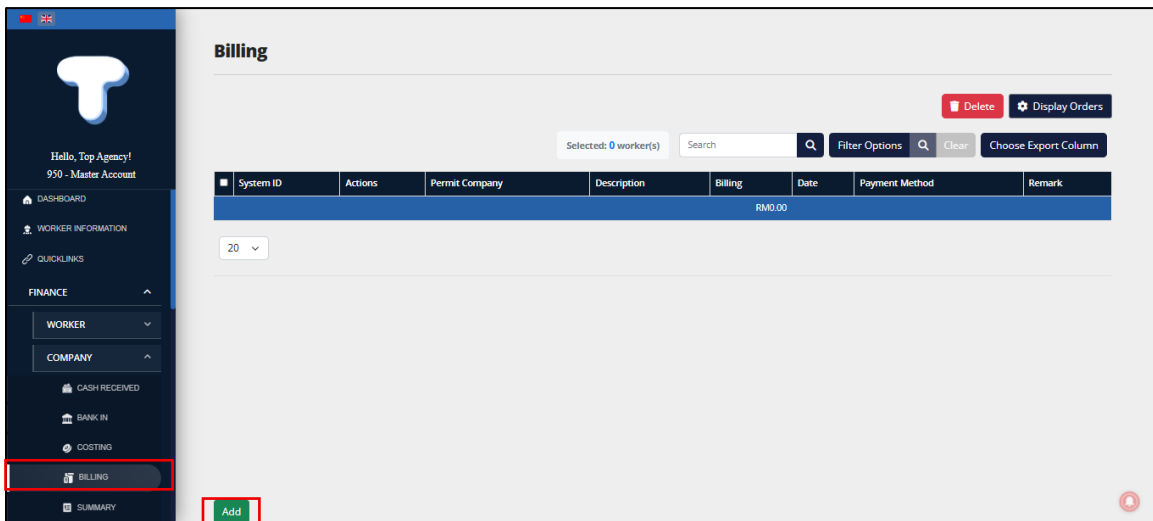 Hello, Top Agency!
950 - Master Account
DASHBOARD
WORKER INFORMATION
QUICKLINKS
FINANCE
WORKER
COMPANY
CASH RECEIVED
BANK IN
COSTING
BILLING
SUMMARY
Billing
Delete Display Orders
Selected: 0 worker(s) Search Filter Options Clear Choose Export Column
System ID Actions Permit Company Description Billing Date Payment Method Remark
RM0.00
20
Add